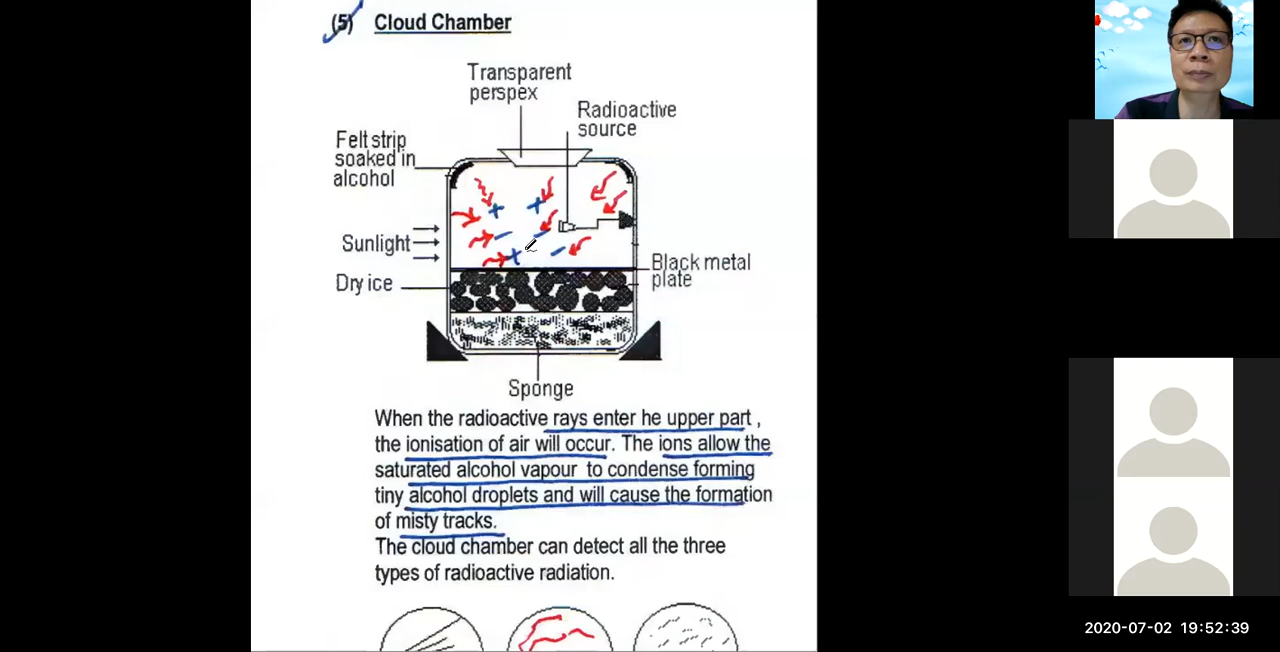 (5) Cloud Chamber
Transparent
perspex
Radioactive
source
Felt strip
soaked in
alcohol
Sunlight
Black metal
plate
Dry ice
Sponge
When the radioactive rays enter he upper part ,
the ionisation of air will occur. The ions allow the
saturated alcohol vapour to condense forming
tiny alcohol droplets and will cause the formation
of misty tracks.
The cloud chamber can detect all the three
types of radioactive radiation.
2020-07-02 19:52:39